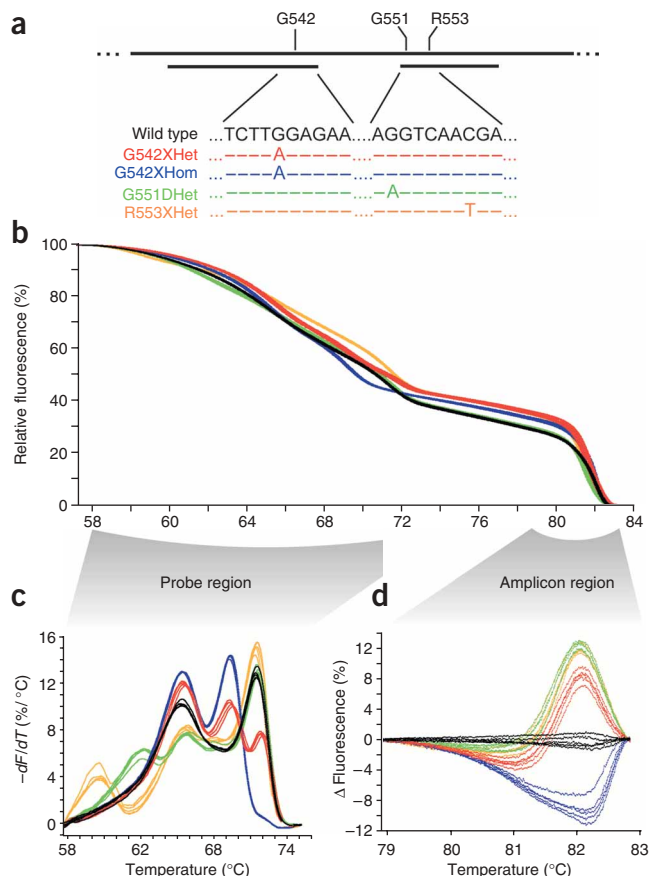 a
G542 G551 R553
Wild type ...TCTTGGAGAA....AGGTCAACGA...
G542XHet ... A .... ...
G542XHom ... A .... ...
G551DHet ... .... A ...
R553XHet ... .... T ...
b
Relative fluorescence (%)
100
80
60
40
20
0
58 60 64 68 72 76 80 84
Probe region
Amplicon region
c
–dF/dT (%/ °C)
16
12
8
4
0
58 62 66 70 74
Temperature (°C)
d
Δ Fluorescence (%)
12
8
4
0
−4
−8
−12
79 80 81 82 83
Temperature (°C)